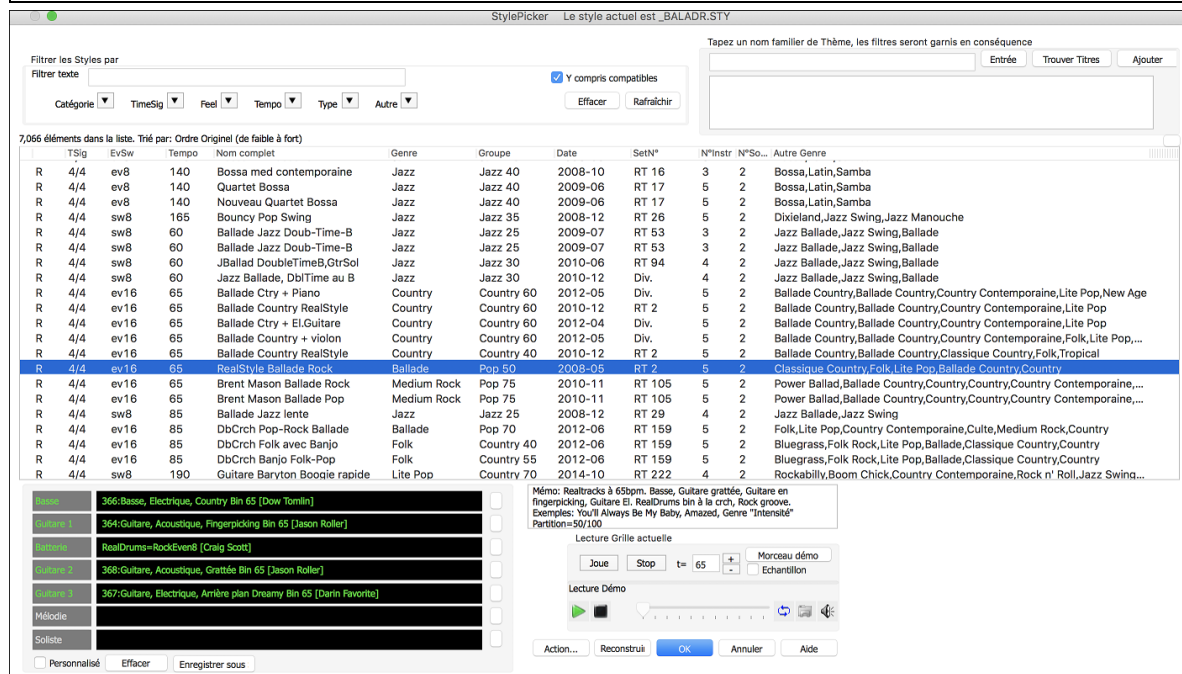 StylePicker Le style actuel est _BALADR.STY
Tapez un nom familier de Thème, les filtres seront garnis en conséquence
Entrée Trouver Titres Ajouter
Filtrer les Styles par
Filtrer texte
Y compris compatibles
Catégorie TimeSig Feel Tempo Type Autre Effacer Rafraîchir
7,066 éléments dans la liste. Trié par: Ordre Originel (de faible à fort)
TSig EvSw Tempo Nom complet Genre Groupe Date SetN° N°Instr N°So... Autre Genre
R 4/4 ev8 140 Bossa med contemporaine Jazz Jazz 40 2008-10 RT 16 3 2 Bossa,Latin,Samba
R 4/4 ev8 140 Quartet Bossa Jazz Jazz 40 2009-06 RT 17 5 2 Bossa,Latin,Samba
R 4/4 ev8 140 Nouveau Quartet Bossa Jazz Jazz 40 2009-06 RT 17 5 2 Bossa,Latin,Samba
R 4/4 sw8 165 Bouncy Pop Swing Jazz Jazz 35 2008-12 RT 26 5 2 Dixieland,Jazz Swing,Jazz Manouche
R 4/4 sw8 60 Ballade Jazz Doub-Time-B Jazz Jazz 25 2009-07 RT 53 3 2 Jazz Ballade,Jazz Swing,Ballade
R 4/4 sw8 60 Ballade Jazz Doub-Time-B Jazz Jazz 25 2009-07 RT 53 3 2 Jazz Ballade,Jazz Swing,Ballade
R 4/4 sw8 60 JBallad DoubleTimeB,GtrSol Jazz Jazz 30 2010-06 RT 94 4 2 Jazz Ballade,Jazz Swing,Ballade
R 4/4 sw8 60 Jazz Ballade, DblTime au B Jazz Jazz 30 2010-12 Div. 4 2 Jazz Ballade,Jazz Swing,Ballade
R 4/4 ev16 65 Ballade Ctry + Piano Country Country 60 2012-05 Div. 5 2 Ballade Country,Ballade Country,Country Contemporaine,Lite Pop,New Age
R 4/4 ev16 65 Ballade Country RealStyle Country Country 60 2010-12 RT 2 5 2 Ballade Country,Ballade Country,Country Contemporaine,Lite Pop
R 4/4 ev16 65 Ballade Ctry + El.Guitare Country Country 60 2012-04 Div. 5 2 Ballade Country,Ballade Country,Country Contemporaine,Lite Pop
R 4/4 ev16 65 Ballade Country + violon Country Country 60 2012-05 Div. 5 2 Ballade Country,Ballade Country,Country Contemporaine,Folk,Lite Pop,...
R 4/4 ev16 65 Ballade Country RealStyle Country Country 40 2010-12 RT 2 5 2 Ballade Country,Ballade Country,Classique Country,Folk,Tropical
R 4/4 ev16 65 RealStyle Ballade Rock Ballade Pop 50 2008-05 RT 2 5 2 Classique Country,Folk,Lite Pop,Ballade Country,Country
R 4/4 ev16 65 Brent Mason Ballade Rock Medium Rock Pop 75 2010-11 RT 105 5 2 Power Ballad,Ballade Country,Country,Country Contemporaine,...
R 4/4 ev16 65 Brent Mason Ballade Pop Medium Rock Pop 75 2010-11 RT 105 5 2 Power Ballad,Ballade Country,Country,Country Contemporaine,...
R 4/4 sw8 85 Ballade Jazz lente Jazz Jazz 25 2008-12 RT 29 4 2 Jazz Ballade,Jazz Swing
R 4/4 ev16 85 DbCrch Pop-Rock Ballade Ballade Pop 70 2012-06 RT 159 5 2 Folk,Lite Pop,Country Contemporaine,Culte,Medium Rock,Country
R 4/4 ev16 85 DbCrch Folk avec Banjo Folk Country 40 2012-06 RT 159 5 2 Bluegrass,Folk Rock,Lite Pop,Ballade,Classique Country,Country
R 4/4 ev16 85 DbCrch Banjo Folk-Pop Folk Country 55 2012-06 RT 159 5 2 Bluegrass,Folk Rock,Lite Pop,Ballade,Classique Country,Country
R 4/4 sw8 190 Guitare Baryton Boogie rapide Lite Pop Country 70 2014-10 RT 222 4 2 Rockabilly,Boom Chick,Country Contemporaine,Rock n' Roll,Jazz Swing...
Basse 366:Basse, Electrique, Country Bin 65 [Dow Tomlin]
Guitare 1 364:Guitare, Acoustique, Fingerpicking Bin 65 [Jason Roller]
Batterie RealDrums=RockEven8 [Craig Scott]
Guitare 2 368:Guitare, Acoustique, Grattée Bin 65 [Jason Roller]
Guitare 3 367:Guitare, Electrique, Arrière plan Dreamy Bin 65 [Darin Favorite]
Mélodie
Soliste
Personnalisé Effacer Enregistrer sous
Mémo: Realtracks à 65bpm. Basse, Guitare grattée, Guitare en
fingerpicking, Guitare El. RealDrums bin à la crch, Rock groove.
Exemples: You'll Always Be My Baby, Amazed, Genre "Intensité"
Partition=50/100
Lecture Grille actuelle
Joue Stop t= 65 + - Morceau démo
Echantillon
Lecture Démo
Action... Reconstrui OK Annuler Aide